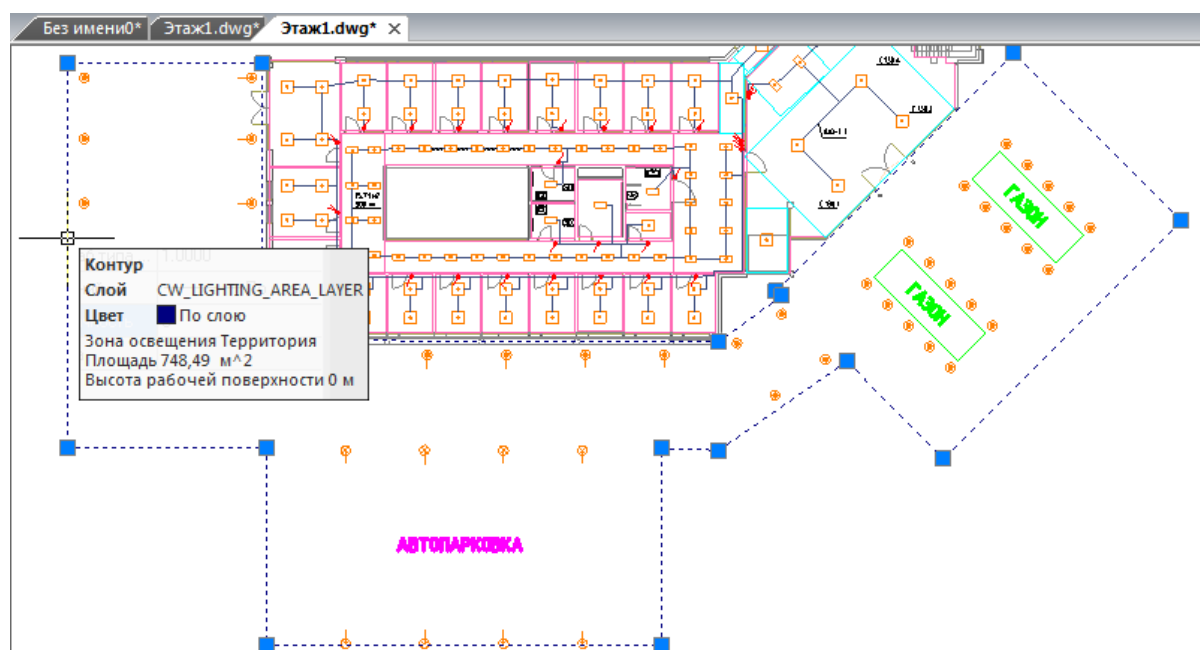 Без имени0* Этаж1.dwg* Этаж1.dwg*
ГАЗОН
ГАЗОН
Контур
Слой CW_LIGHTING_AREA_LAYER
Цвет По слою
Зона освещения Территория
Площадь 748,49 м^2
Высота рабочей поверхности 0 м
АВТОПАРКОВКА